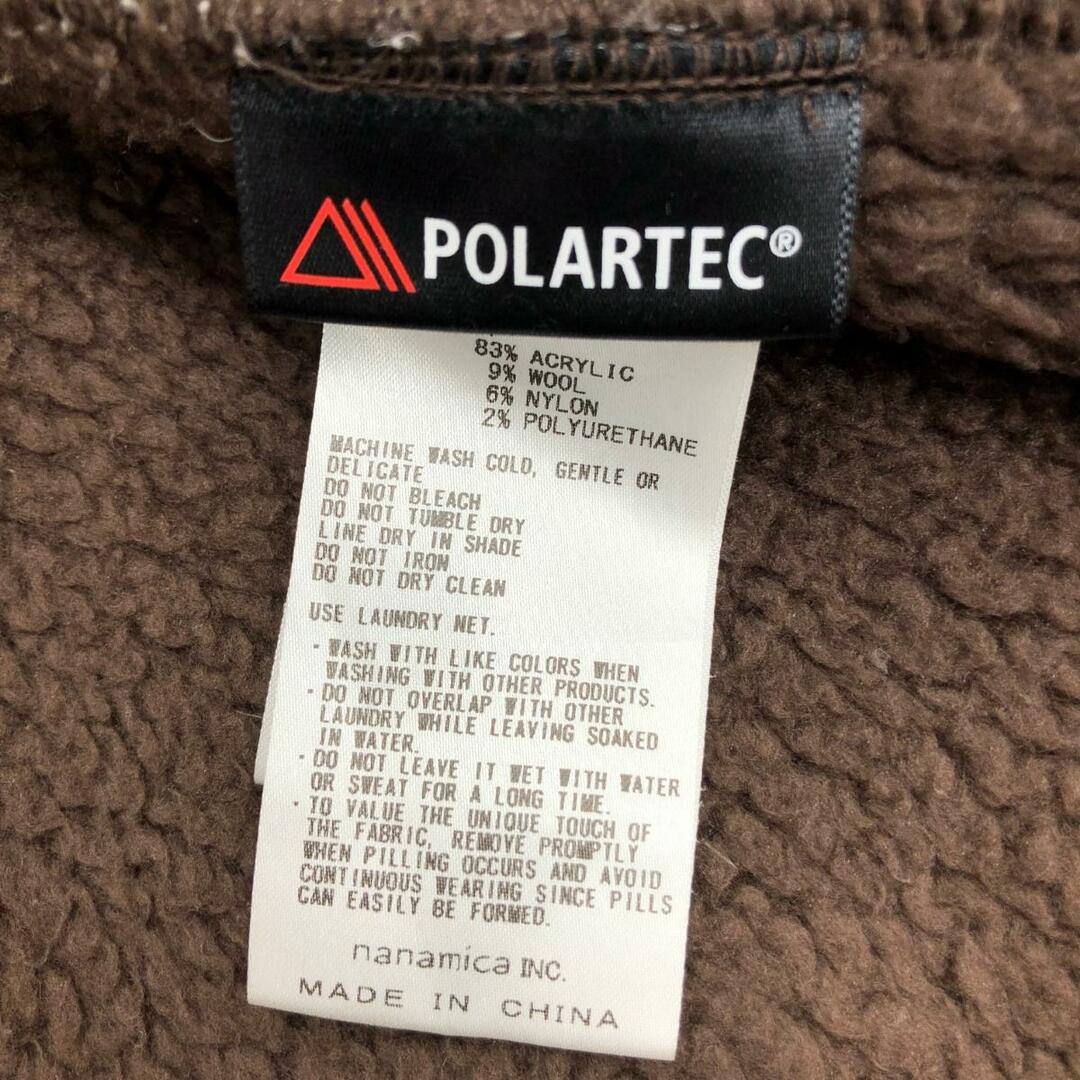 POLARTEC®
83% ACRYLIC
9% WOOL
6% NYLON
2% POLYURETHANE
MACHINE WASH COLD, GENTLE OR
DELICATE
DO NOT BLEACH
DO NOT TUMBLE DRY
LINE DRY IN SHADE
DO NOT IRON
DO NOT DRY CLEAN
USE LAUNDRY NET.
・WASH WITH LIKE COLORS WHEN
WASHING WITH OTHER PRODUCTS.
・DO NOT OVERLAP WITH OTHER
LAUNDRY WHILE LEAVING SOAKED
IN WATER.
・DO NOT LEAVE IT WET WITH WATER
OR SWEAT FOR A LONG TIME.
・TO VALUE THE UNIQUE TOUCH OF
THE FABRIC, REMOVE PROMPTLY
WHEN PILLING OCCURS AND AVOID
CONTINUOUS WEARING SINCE PILLS
CAN EASILY BE FORMED.
nanamica INC.
MADE IN CHINA